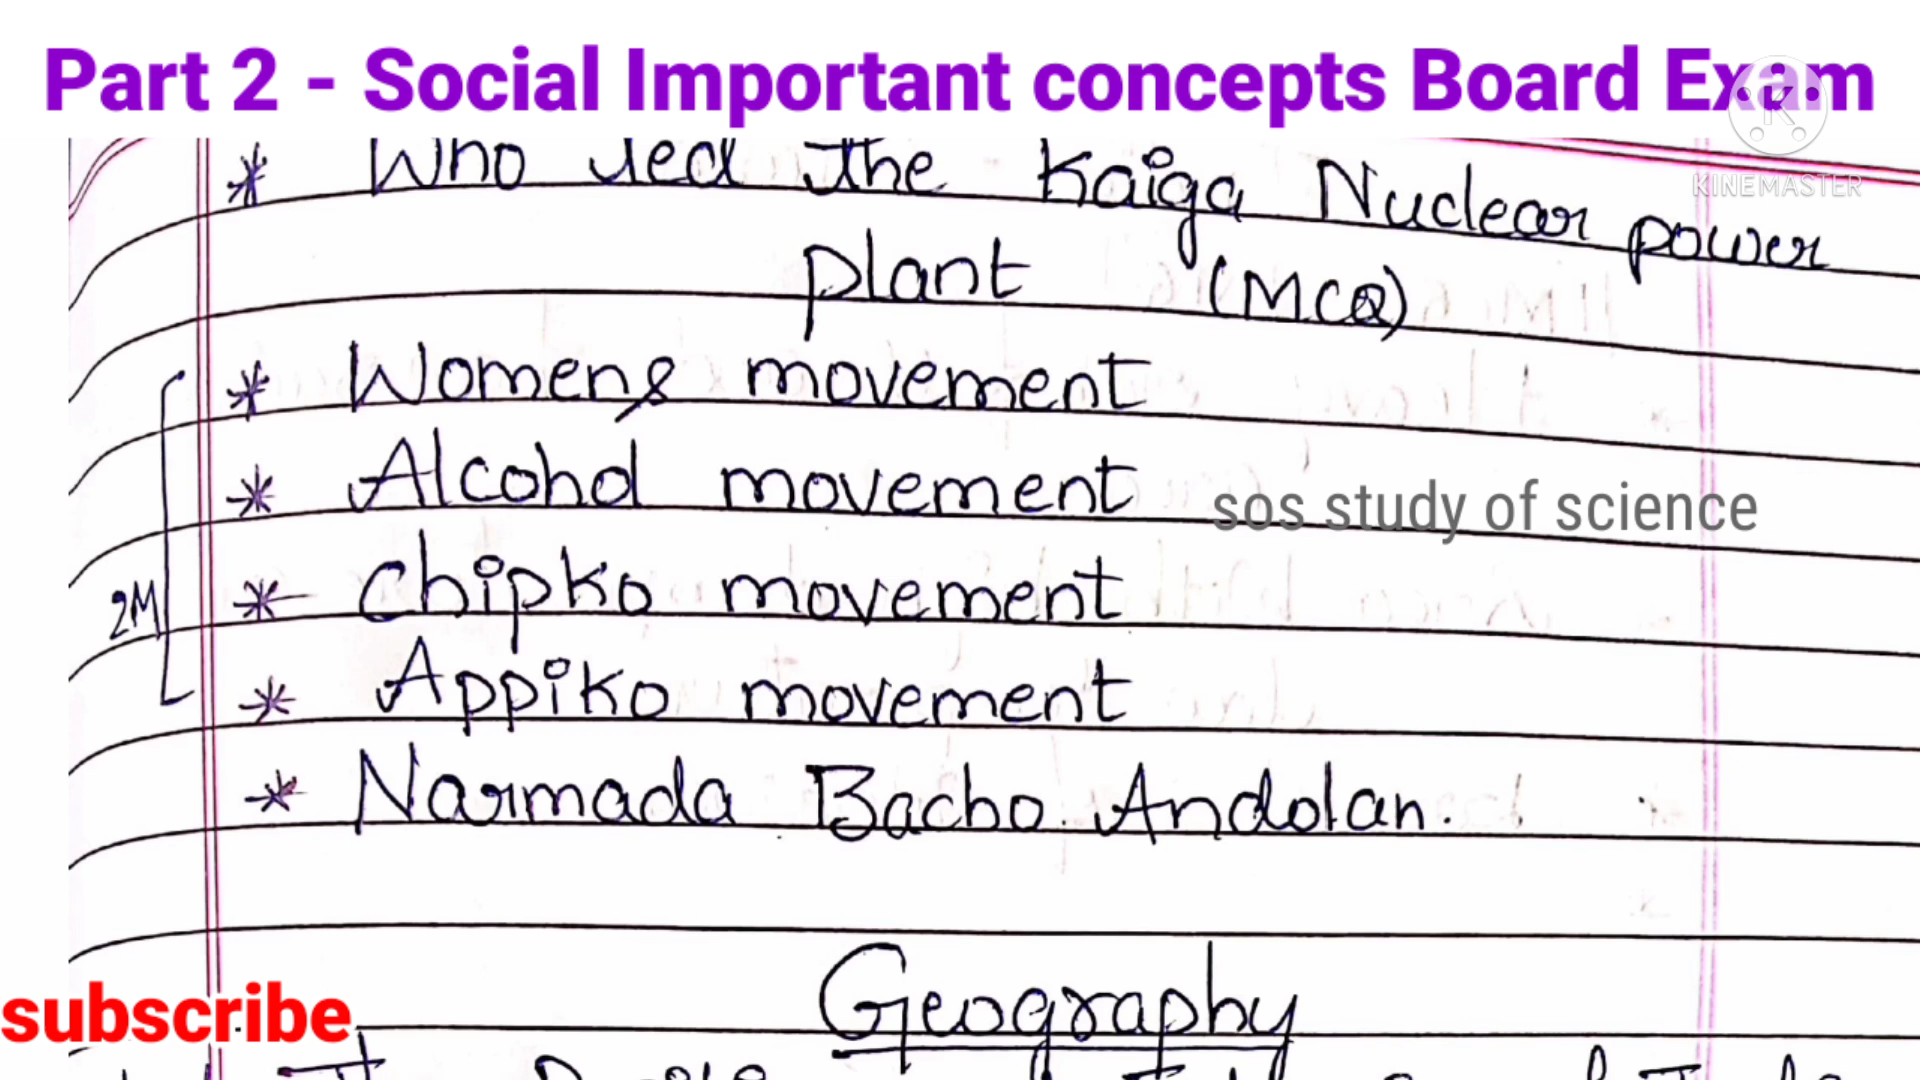 Part 2 - Social Important concepts Board Exam
K
KINEMASTER
* Who led the Kaiga Nuclear power
plant (MCQ)
* Womens movement
* Alcohol movement
sos study of science
2M
* Chipko movement
* Appiko movement
* Narmada Bacho Andolan.
Geography
subscribe